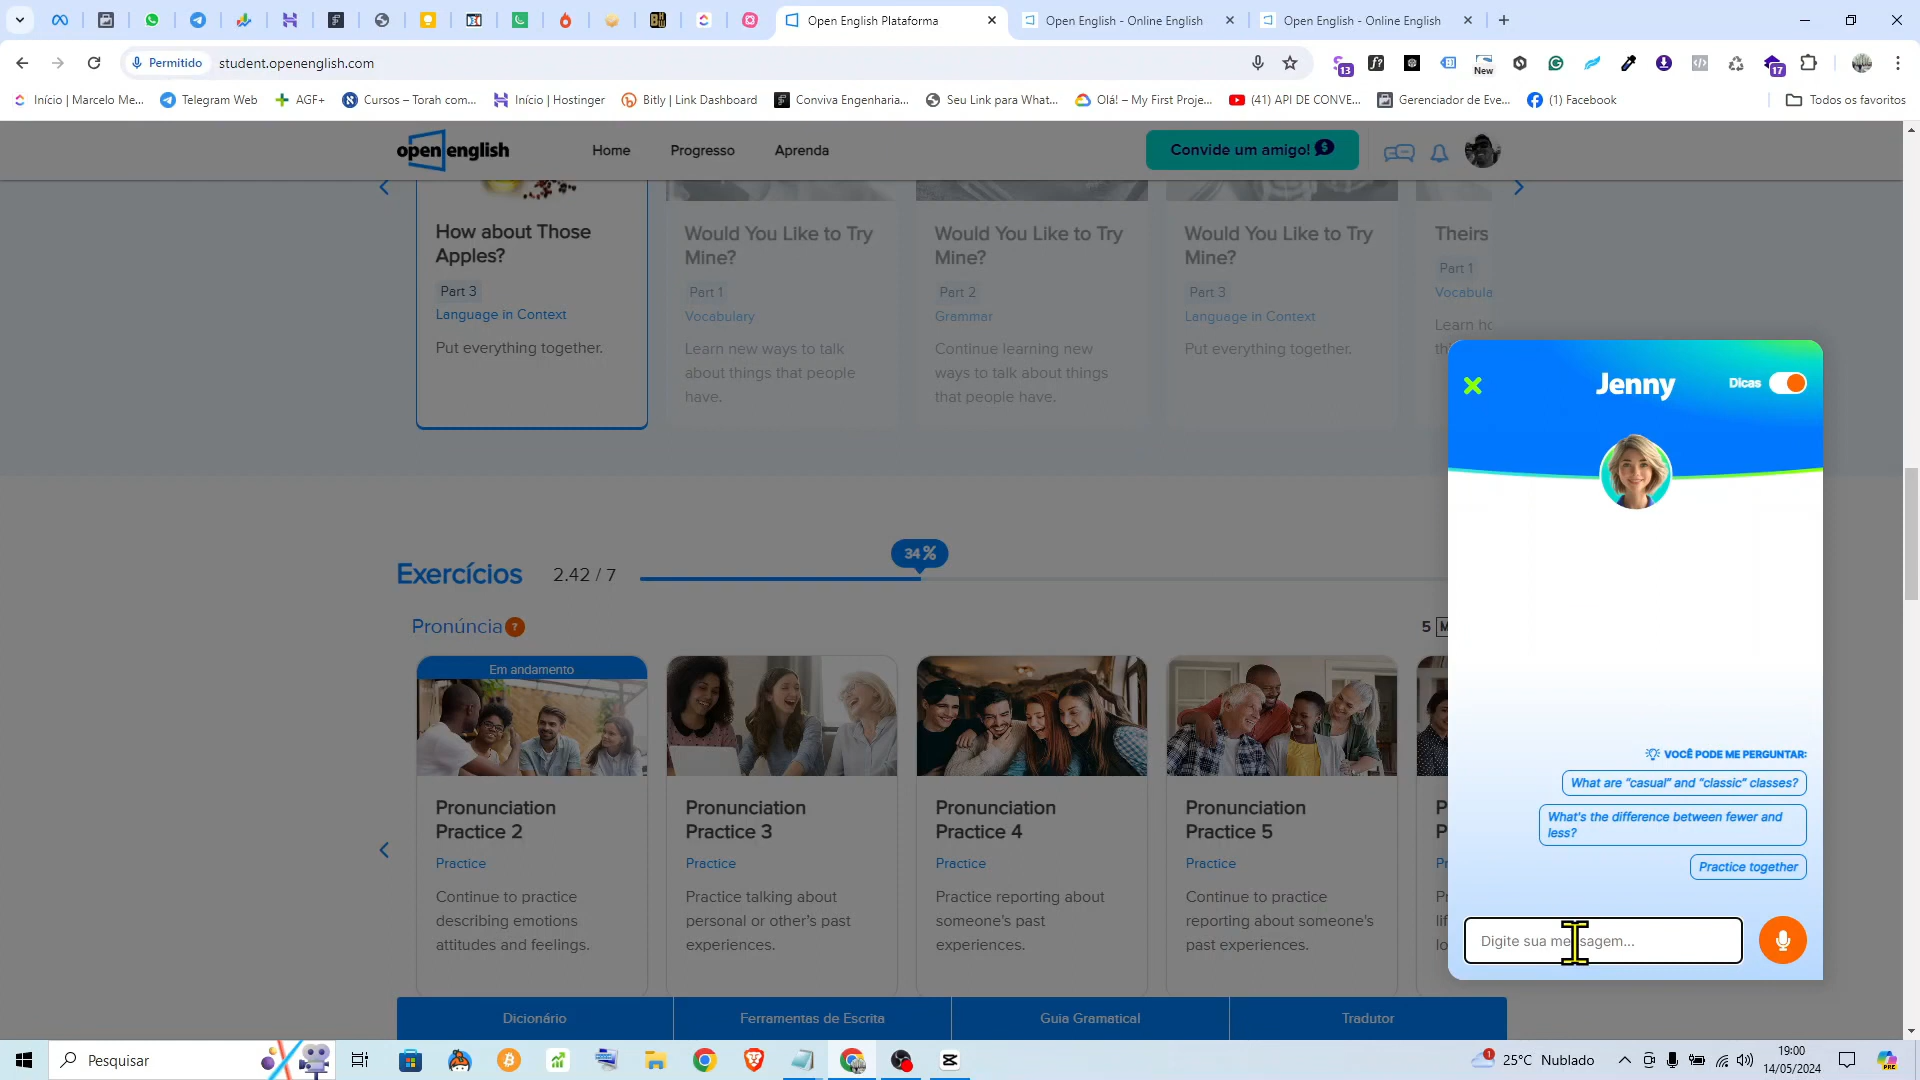 Open English Plataforma
Open English - Online English
Open English - Online English
Permitido
student.openenglish.com
13
f?
New
17
Início | Marcelo Me...
Telegram Web
AGF+
Cursos – Torah com...
Início | Hostinger
Bitly | Link Dashboard
Conviva Engenharia...
Seu Link para What...
Olá! – My First Proje...
(41) API DE CONVE...
Gerenciador de Eve...
(1) Facebook
Todos os favoritos
open english
Home
Progresso
Aprenda
Convide um amigo!
How about Those Apples?
Part 3
Language in Context
Put everything together.
Would You Like to Try Mine?
Part 1
Vocabulary
Learn new ways to talk
about things that people
have.
Would You Like to Try Mine?
Part 2
Grammar
Continue learning new
ways to talk about things
that people have.
Would You Like to Try Mine?
Part 3
Language in Context
Put everything together.
Theirs
Part 1
Vocabula
Learn ho
Exercícios
2.42 / 7
34%
Pronúncia ?
5
Em andamento
Pronunciation
Practice 2
Practice
Continue to practice
describing emotions
attitudes and feelings.
Pronunciation
Practice 3
Practice
Practice talking about
personal or other's past
experiences.
Pronunciation
Practice 4
Practice
Practice reporting about
someone's past
experiences.
Pronunciation
Practice 5
Practice
Continue to practice
reporting about someone's
past experiences.
Dicionário
Ferramentas de Escrita
Guia Gramatical
Tradutor
Jenny
Dicas
VOCÊ PODE ME PERGUNTAR:
What are “casual” and “classic” classes?
What's the difference between fewer and
less?
Practice together
Digite sua mensagem...
Pesquisar
1
25°C Nublado
19:00
14/05/2024